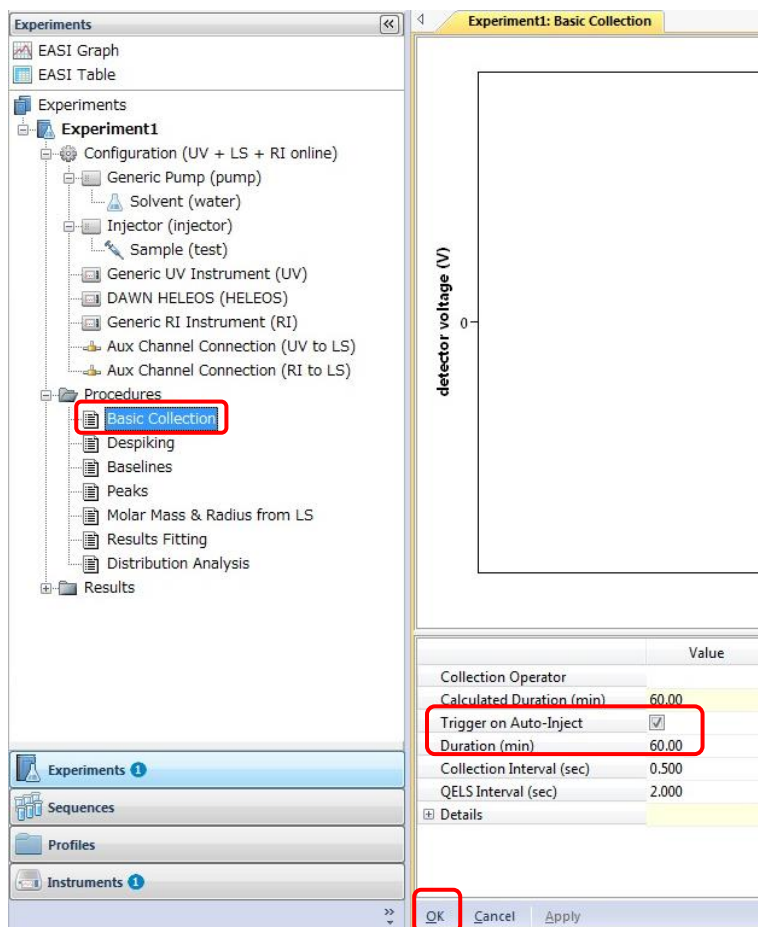 Experiments
EASI Graph
EASI Table
Experiments
Experiment1
Configuration (UV + LS + RI online)
Generic Pump (pump)
Solvent (water)
Injector (injector)
Sample (test)
Generic UV Instrument (UV)
DAWN HELEOS (HELEOS)
Generic RI Instrument (RI)
Aux Channel Connection (UV to LS)
Aux Channel Connection (RI to LS)
Procedures
Basic Collection
Despiking
Baselines
Peaks
Molar Mass & Radius from LS
Results Fitting
Distribution Analysis
Results
Experiments 1
Sequences
Profiles
Instruments 1
Experiment1: Basic Collection
detector voltage (V)
0
Value
Collection Operator
Calculated Duration (min) 60.00
Trigger on Auto-Inject
Duration (min) 60.00
Collection Interval (sec) 0.500
QELS Interval (sec) 2.000
Details
OK Cancel Apply